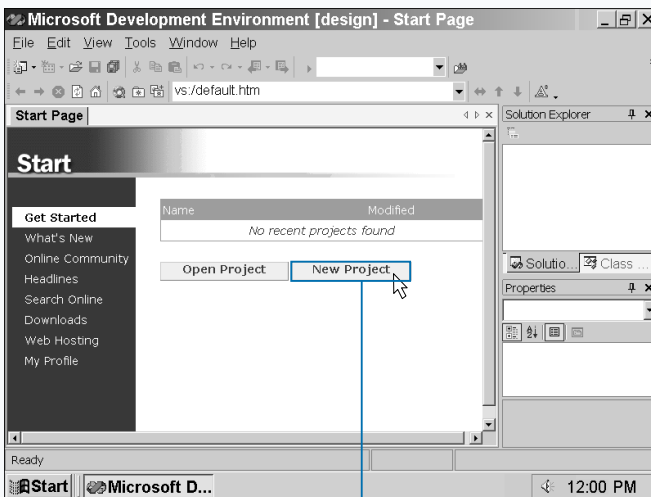 Microsoft Development Environment [design] - Start Page
File Edit View Tools Window Help
vs:/default.htm
Start Page
Solution Explorer
Start
Get Started
What's New
Online Community
Headlines
Search Online
Downloads
Web Hosting
My Profile
Name Modified
No recent projects found
Open Project New Project
Solutio... Class ...
Properties
Ready
Start Microsoft D... 12:00 PM